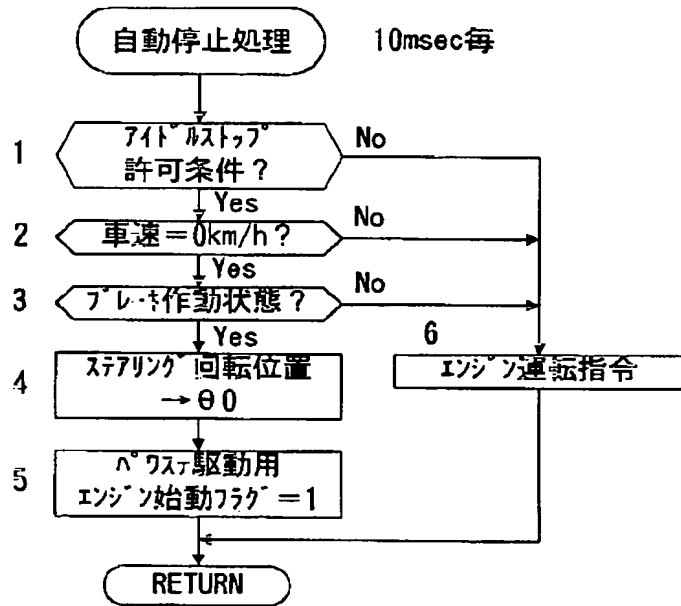 自動停止処理
10msec毎
1
アイドルストップ
許可条件？
No
Yes
2
車速＝0km/h？
No
Yes
3
ブレーキ作動状態？
No
Yes
4
ステアリング回転位置
→θ0
6
エンジン運転指令
5
パワステ駆動用
エンジン始動フラグ＝1
RETURN